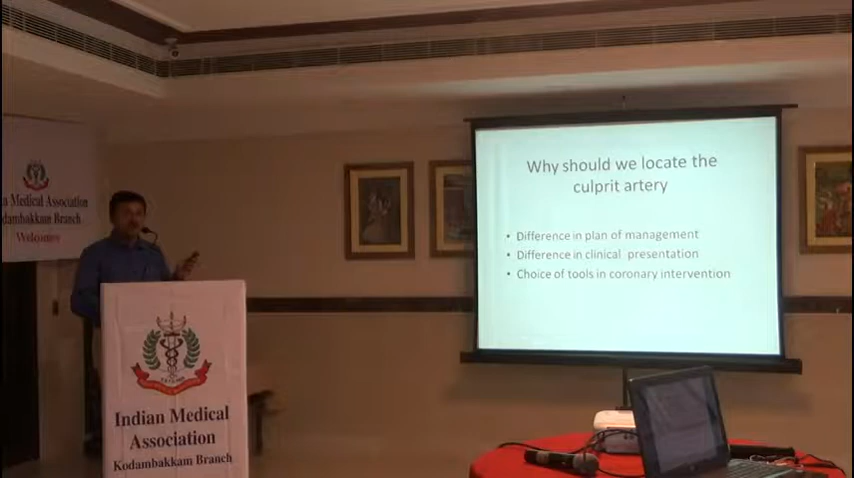 Why should we locate the
culprit artery
• Difference in plan of management
• Difference in clinical presentation
• Choice of tools in coronary intervention
Medical Association
Kodambakkam Branch
Welcomes
Indian Medical
Association
Kodambakkam Branch